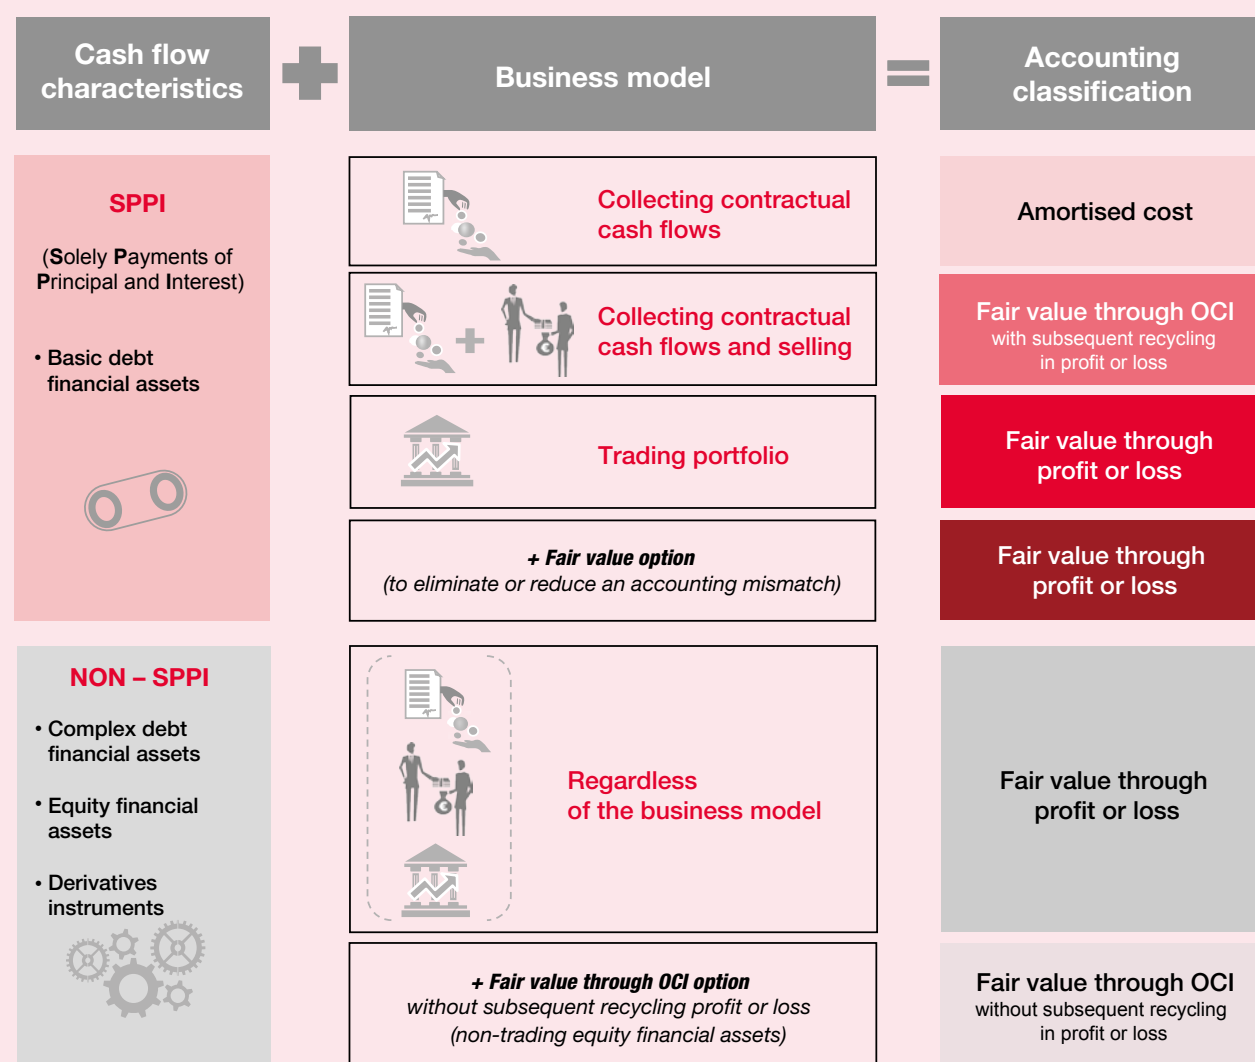 Cash flow
characteristics
Business model
Accounting
classification
SPPI
(Solely Payments of
Principal and Interest)
• Basic debt
financial assets
Collecting contractual
cash flows
Amortised cost
Collecting contractual
cash flows and selling
Fair value through OCI
with subsequent recycling
in profit or loss
Trading portfolio
Fair value through
profit or loss
+ Fair value option
(to eliminate or reduce an accounting mismatch)
Fair value through
profit or loss
NON – SPPI
• Complex debt
financial assets
• Equity financial
assets
• Derivatives
instruments
Regardless
of the business model
Fair value through
profit or loss
+ Fair value through OCI option
without subsequent recycling profit or loss
(non-trading equity financial assets)
Fair value through OCI
without subsequent recycling
in profit or loss